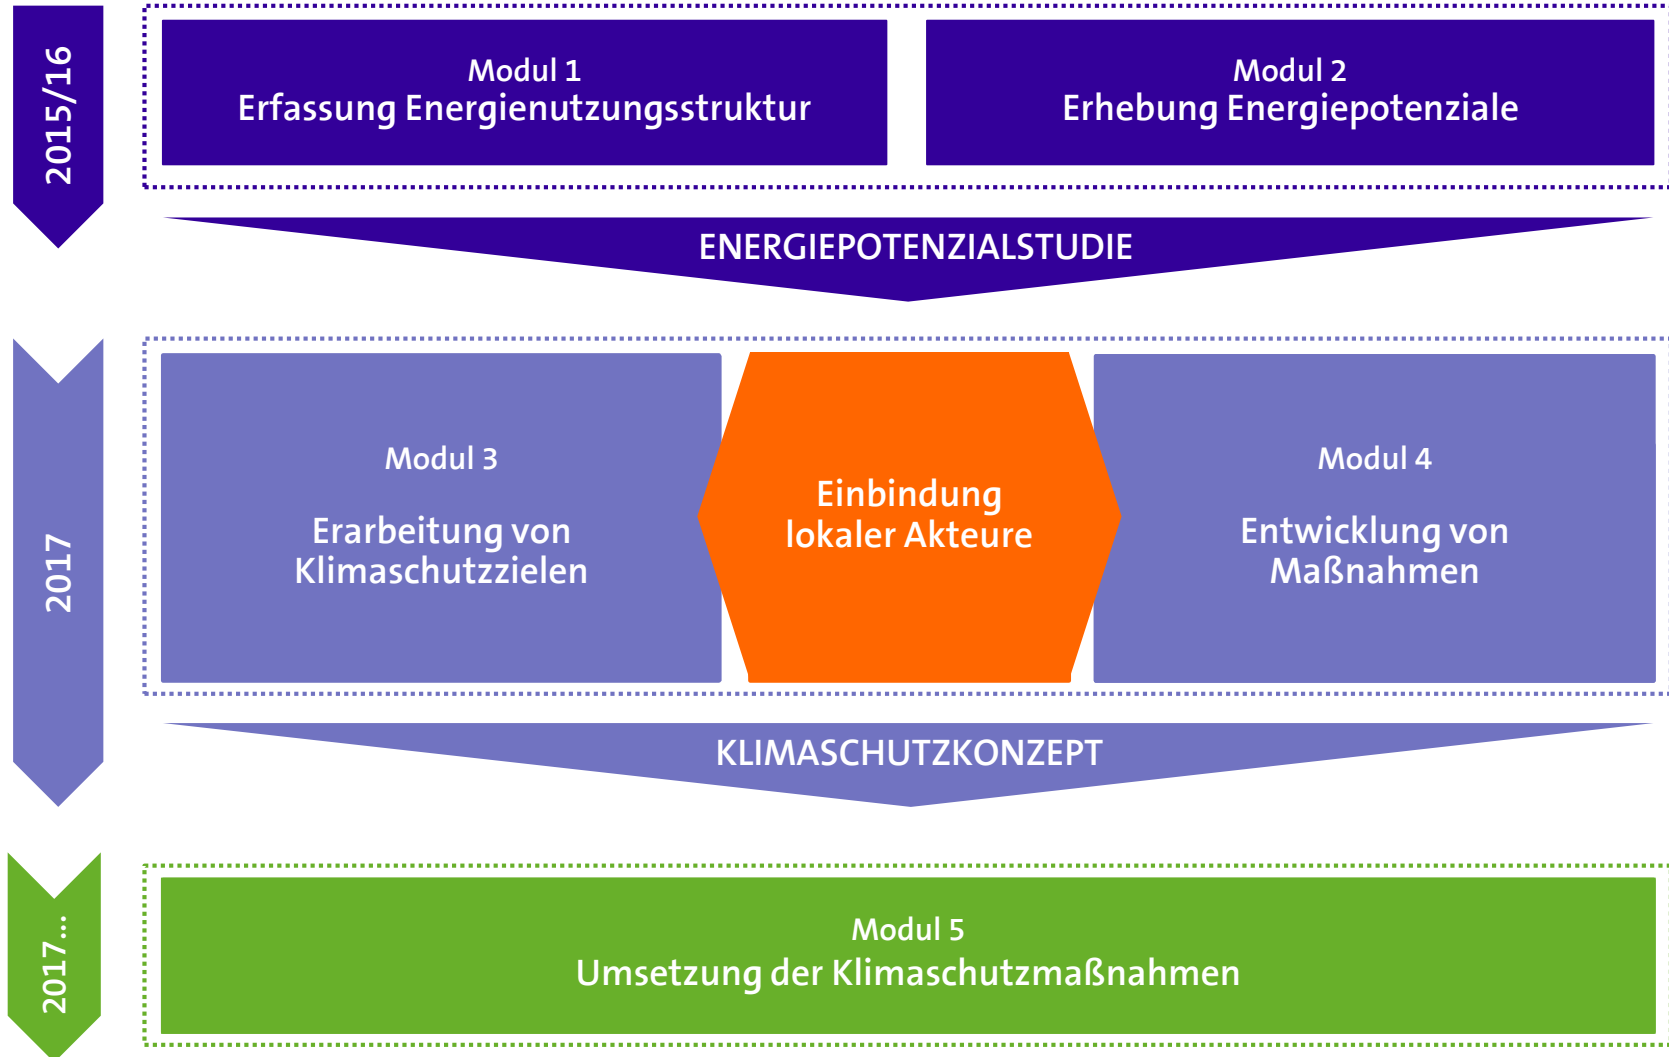 2015/16
Modul 1
Erfassung Energienutzungsstruktur
Modul 2
Erhebung Energiepotenziale
ENERGIEPOTENZIALSTUDIE
2017
Modul 3
Erarbeitung von
Klimaschutzzielen
Einbindung
lokaler Akteure
Modul 4
Entwicklung von
Maßnahmen
KLIMASCHUTZKONZEPT
2017...
Modul 5
Umsetzung der Klimaschutzmaßnahmen